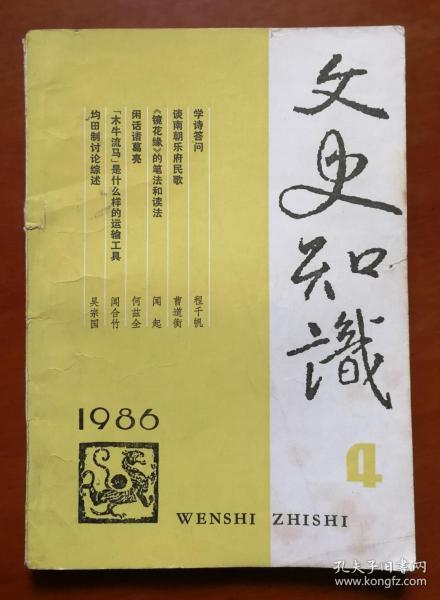 文史知識
学诗答问 程千帆
谈南朝乐府民歌 曹道衡
《镜花缘》的笔法和读法 闻起
闲话诸葛亮 何兹全
「木牛流马」是什么样的运输工具 闻合竹
均田制讨论综述 吴宗国
1986
4
WENSHI ZHISHI
孔夫子旧书网
www.kongfz.com